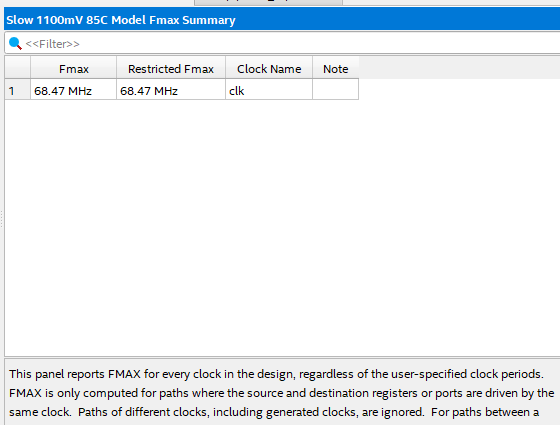 Slow 1100mV 85C Model Fmax Summary
<<Filter>>
Fmax Restricted Fmax Clock Name Note
1 68.47 MHz 68.47 MHz clk
This panel reports FMAX for every clock in the design, regardless of the user-specified clock periods.
FMAX is only computed for paths where the source and destination registers or ports are driven by the
same clock. Paths of different clocks, including generated clocks, are ignored. For paths between a